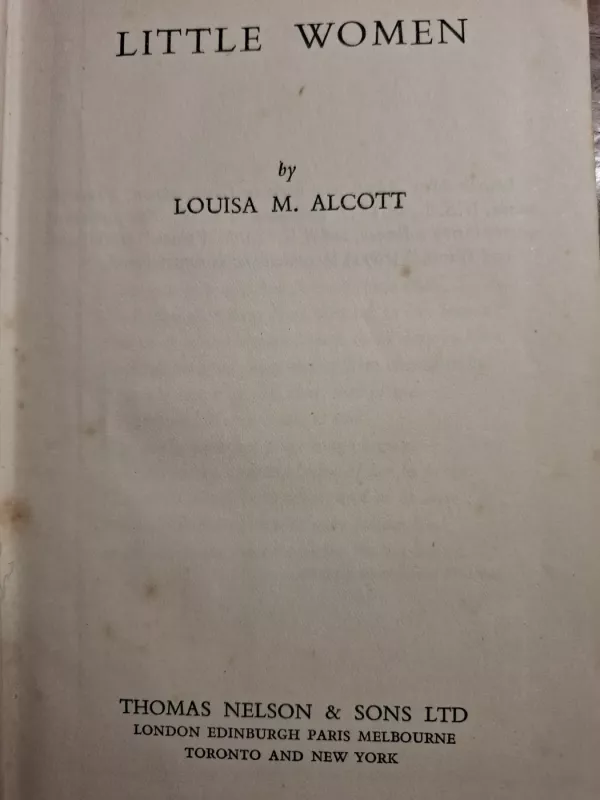 LITTLE WOMEN
by
LOUISA M. ALCOTT
THOMAS NELSON & SONS LTD
LONDON EDINBURGH PARIS MELBOURNE
TORONTO AND NEW YORK